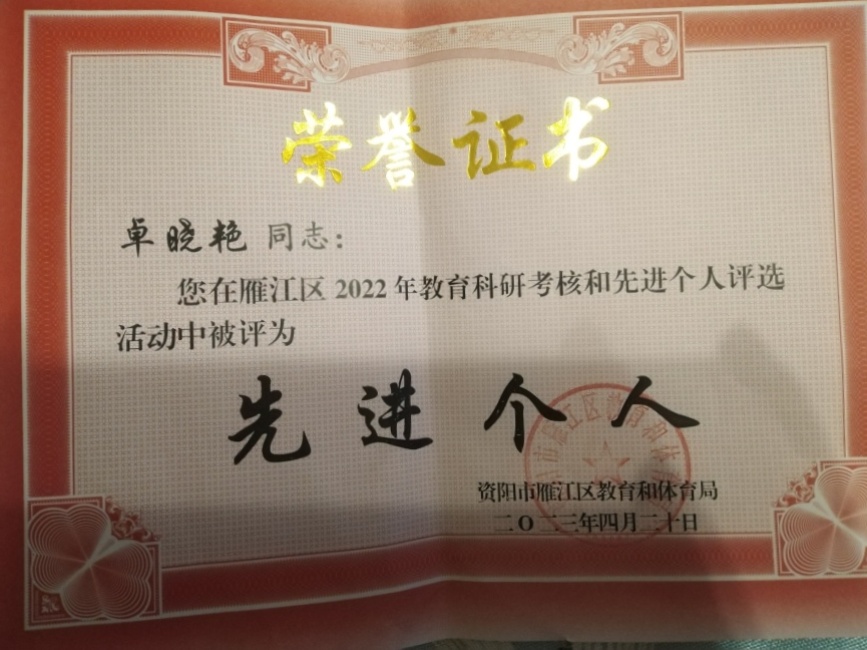 荣誉证书
卓晓艳 同志：
您在雁江区 2022 年教育科研考核和先进个人评选
活动中被评为
先进个人
资阳市雁江区教育和体育局
二〇二三年四月二十日